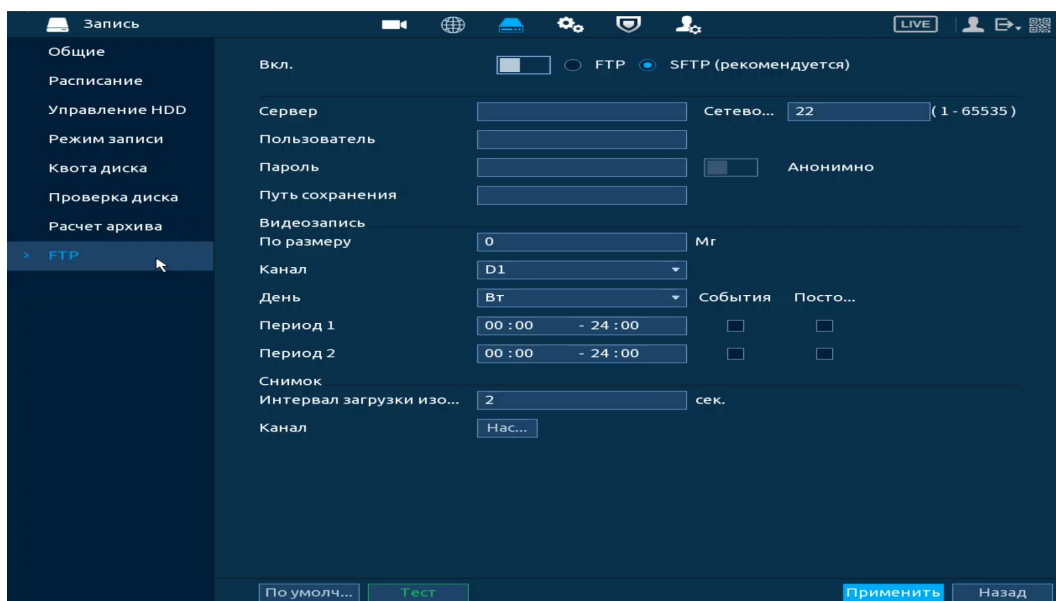 Запись LIVE
Общие
Расписание
Управление HDD
Режим записи
Квота диска
Проверка диска
Расчет архива
> FTP
Вкл. FTP SFTP (рекомендуется)
Сервер Сетево... 22 (1-65535)
Пользователь
Пароль Анонимно
Путь сохранения
Видеозапись
По размеру 0 Мг
Канал D1
День Вт События Посто...
Период 1 00:00 - 24:00
Период 2 00:00 - 24:00
Снимок
Интервал загрузки изо... 2 сек.
Канал Нас...
По умолч... Тест Применить Назад